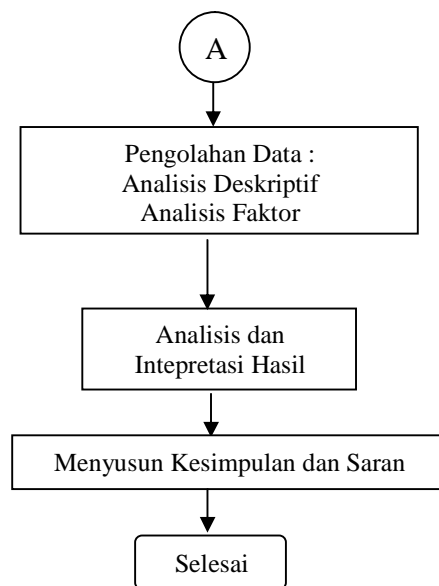 A
Pengolahan Data :
Analisis Deskriptif
Analisis Faktor
Analisis dan
Intepretasi Hasil
Menyusun Kesimpulan dan Saran
Selesai